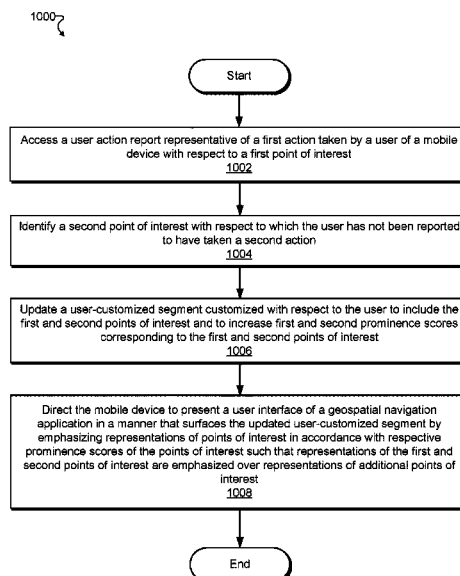 1000
Start
Access a user action report representative of a first action taken by a user of a mobile
device with respect to a first point of interest
1002
Identify a second point of interest with respect to which the user has not been reported
to have taken a second action
1004
Update a user-customized segment customized with respect to the user to include the
first and second points of interest and to increase first and second prominence scores
corresponding to the first and second points of interest
1006
Direct the mobile device to present a user interface of a geospatial navigation
application in a manner that surfaces the updated user-customized segment by
emphasizing representations of points of interest in accordance with respective
prominence scores of the points of interest such that representations of the first and
second points of interest are emphasized over representations of additional points of
interest
1008
End